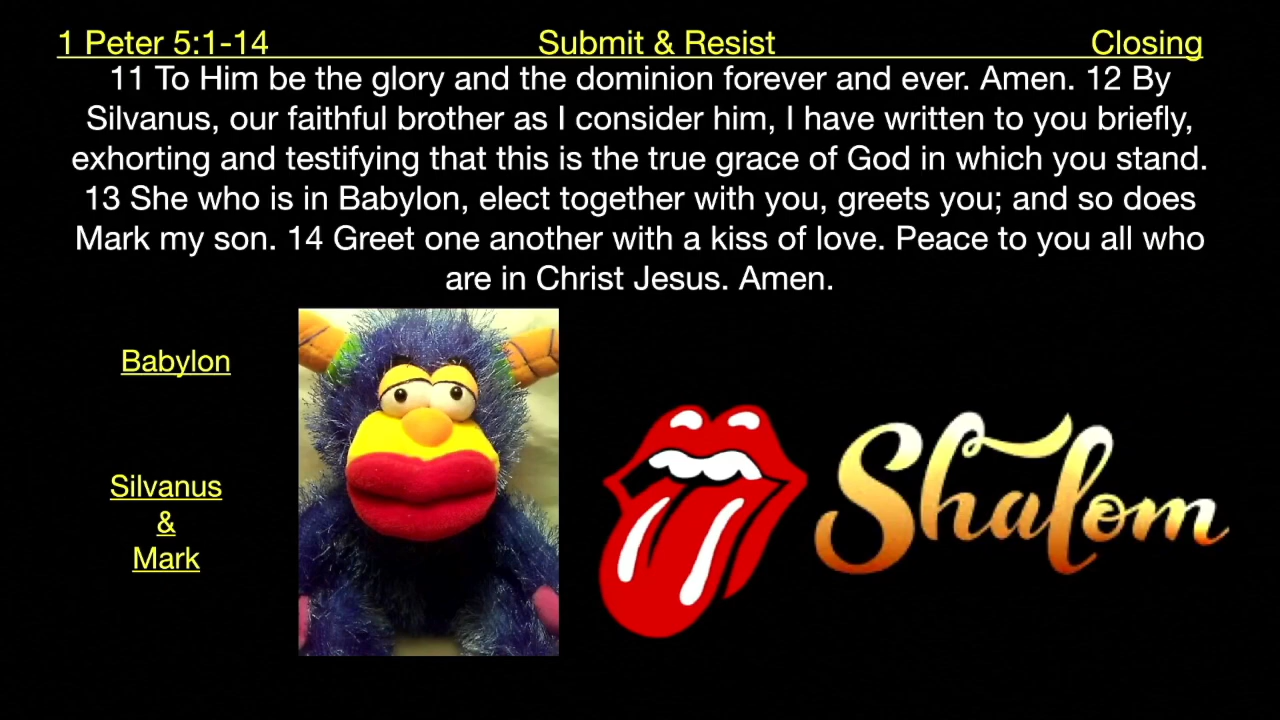 1 Peter 5:1-14 Submit & Resist Closing
11 To Him be the glory and the dominion forever and ever. Amen. 12 By
Silvanus, our faithful brother as I consider him, I have written to you briefly,
exhorting and testifying that this is the true grace of God in which you stand.
13 She who is in Babylon, elect together with you, greets you; and so does
Mark my son. 14 Greet one another with a kiss of love. Peace to you all who
are in Christ Jesus. Amen.
Babylon
Silvanus
&
Mark
Shalom